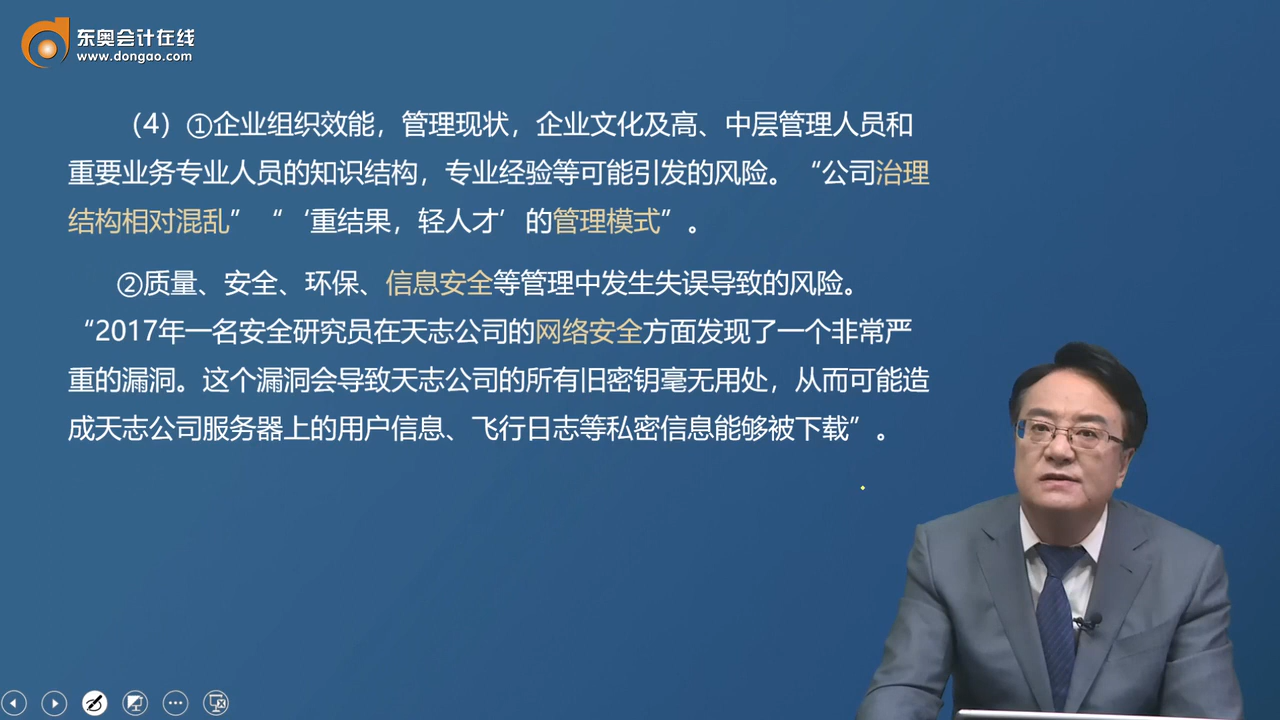 东奥会计在线
www.dongao.com
（4）①企业组织效能，管理现状，企业文化及高、中层管理人员和
重要业务专业人员的知识结构，专业经验等可能引发的风险。“公司治理
结构相对混乱”“‘重结果，轻人才’的管理模式”。
②质量、安全、环保、信息安全等管理中发生失误导致的风险。
“2017年一名安全研究员在天志公司的网络安全方面发现了一个非常严
重的漏洞。这个漏洞会导致天志公司的所有旧密钥毫无用处，从而可能造
成天志公司服务器上的用户信息、飞行日志等私密信息能够被下载”。